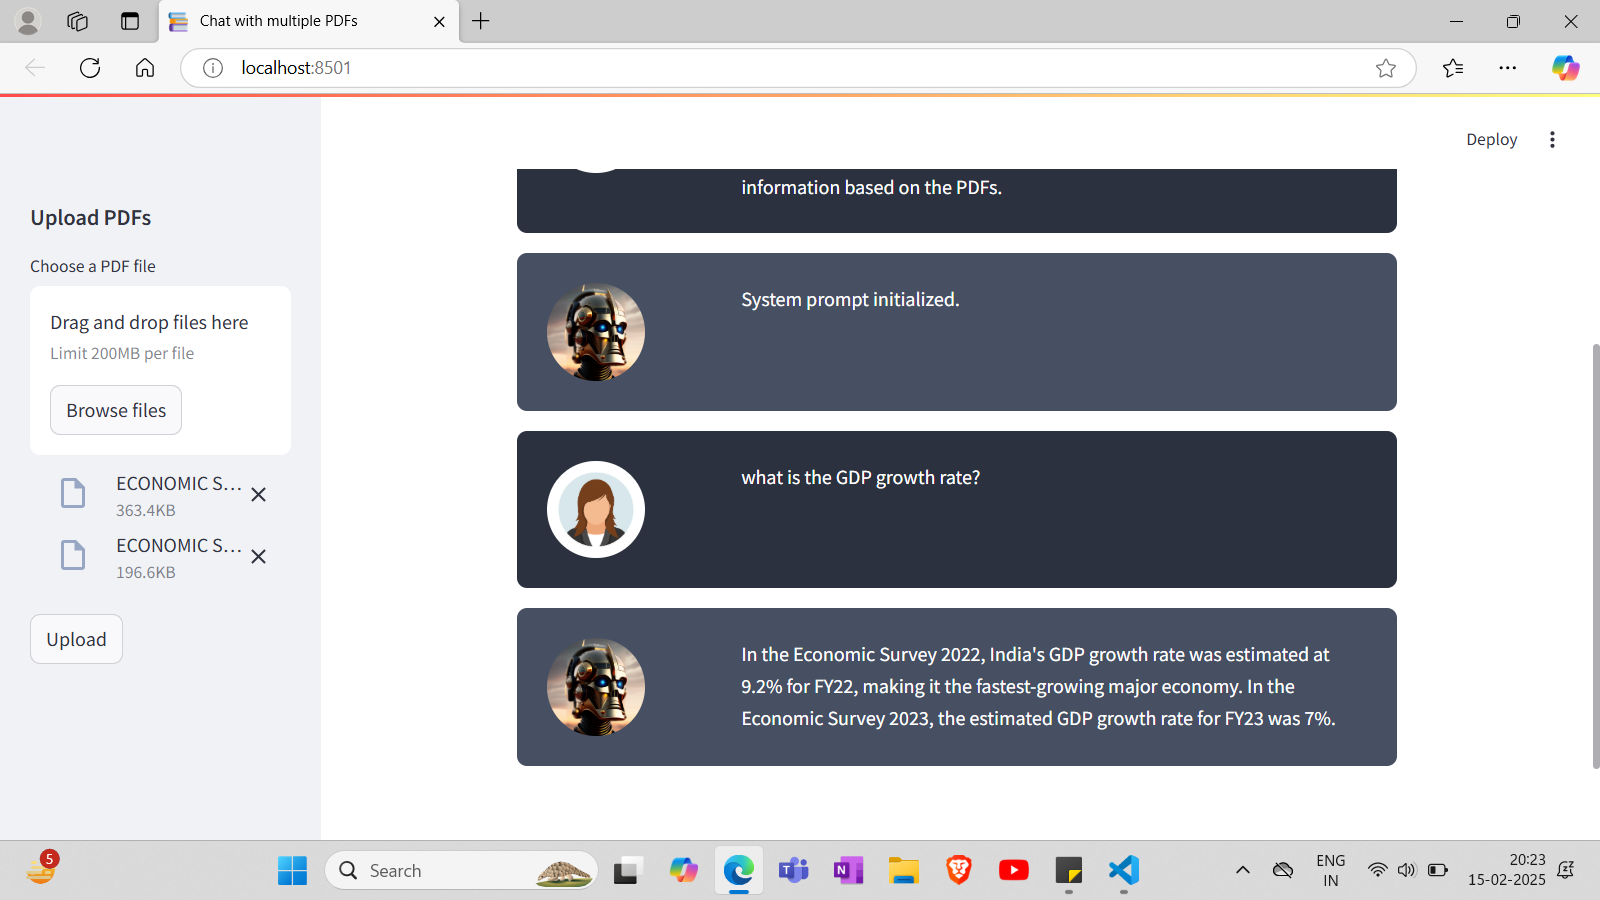 Chat with multiple PDFs
localhost:8501
Deploy
Upload PDFs
Choose a PDF file
Drag and drop files here
Limit 200MB per file
Browse files
ECONOMIC S...
363.4KB
ECONOMIC S...
196.6KB
Upload
information based on the PDFs.
System prompt initialized.
what is the GDP growth rate?
In the Economic Survey 2022, India's GDP growth rate was estimated at
9.2% for FY22, making it the fastest-growing major economy. In the
Economic Survey 2023, the estimated GDP growth rate for FY23 was 7%.
5
Search
ENG
IN
20:23
15-02-2025